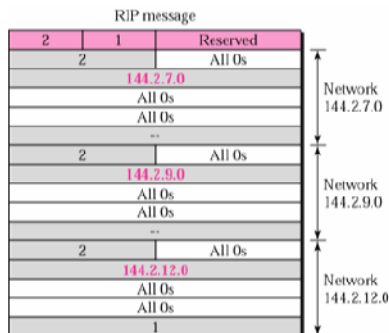 RIP message
2 1 Reserved
2 All 0s
144.2.7.0
All 0s
All 0s
--
Network
144.2.7.0
2 All 0s
144.2.9.0
All 0s
All 0s
--
Network
144.2.9.0
2 All 0s
144.2.12.0
All 0s
All 0s
1
Network
144.2.12.0